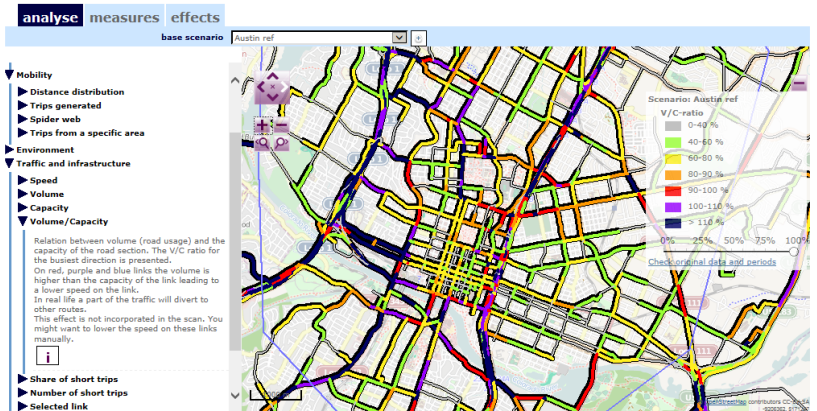 analyse measures effects
base scenario Austin ref
Mobility
Distance distribution
Trips generated
Spider web
Trips from a specific area
Environment
Traffic and infrastructure
Speed
Volume
Capacity
Volume/Capacity
Relation between volume (road usage) and the
capacity of the road section. The V/C ratio for
the busiest direction is presented.
On red, purple and blue links the volume is
higher than the capacity of the link leading to
a lower speed on the link.
In real life a part of the traffic will divert to
other routes.
This effect is not incorporated in the scan. You
might want to lower the speed on these links
manually.
i
Share of short trips
Number of short trips
Selected link
Scenario: Austin ref
V/C-ratio
0-40 %
40-60 %
60-80 %
80-90 %
90-100 %
100-110 %
> 110 %
0% 25% 50% 75% 100%
Check original data and periods
OpenStreetMap contributors CC-BY-SA